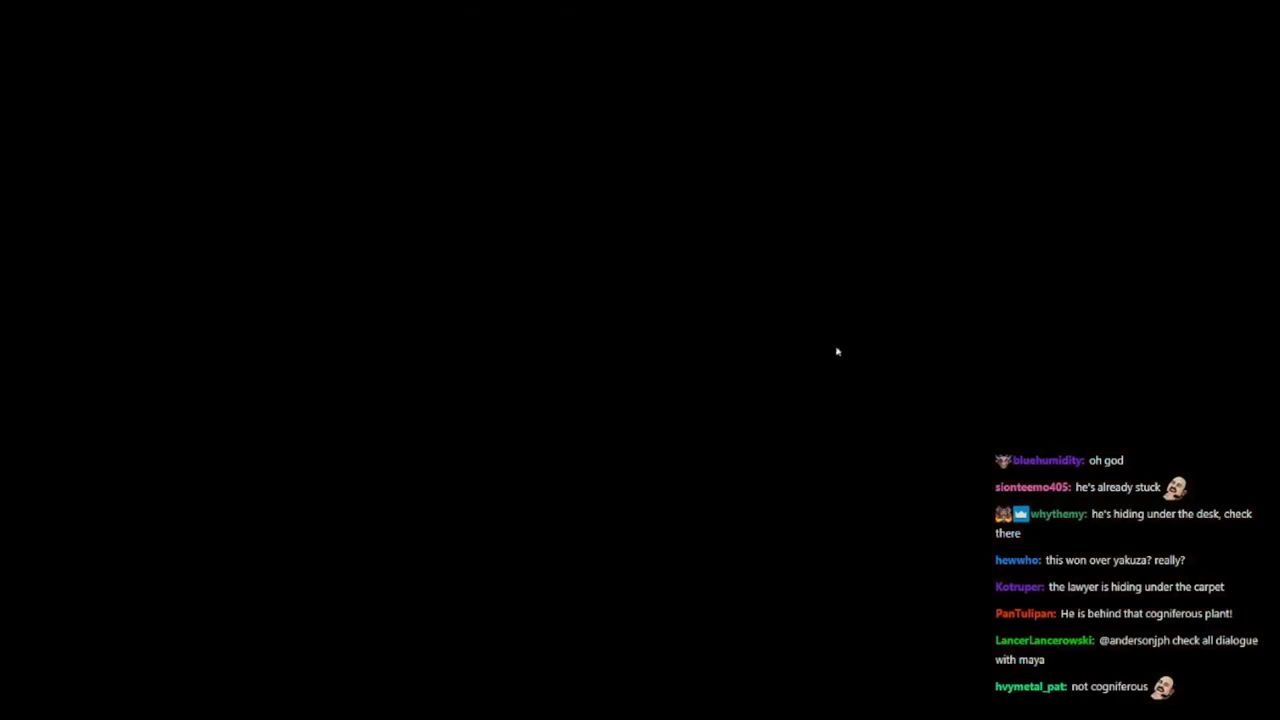 bluehumidity: oh god
sionteemo405: he's already stuck
whythemy: he's hiding under the desk, check
there
hewwho: this won over yakuza? really?
Kotruper: the lawyer is hiding under the carpet
PanTulipan: He is behind that cogniferous plant!
LancerLancerowski: @andersonjph check all dialogue
with maya
hvymetal_pat: not cogniferous